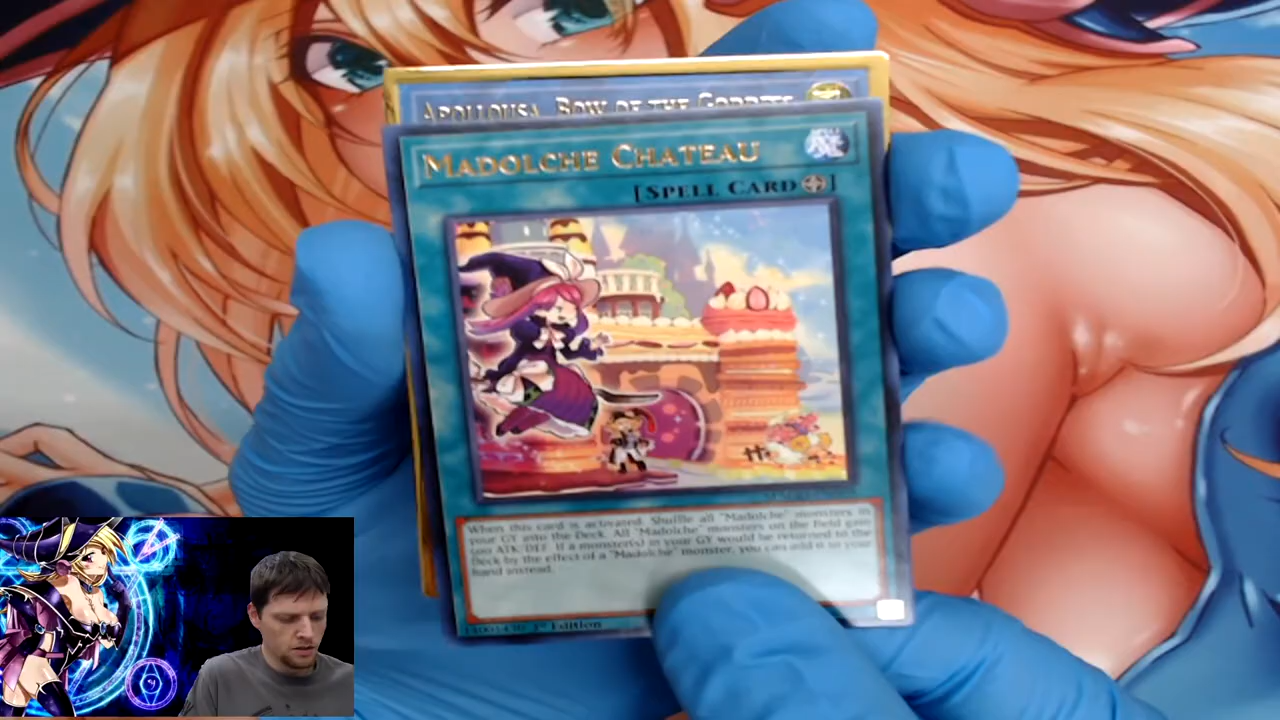 APOLLOUSA, BOW OF THE GODDESS
MADOLCHE CHATEAU
[SPELL CARD]
When this card is activated: Shuffle all "Madolche" monsters in
your GY into the Deck. All "Madolche" monsters on the field gain
500 ATK/DEF. If a monster(s) in your GY would be returned to the
Deck by the effect of a "Madolche" monster, you can add it to your
hand instead.
1st Edition